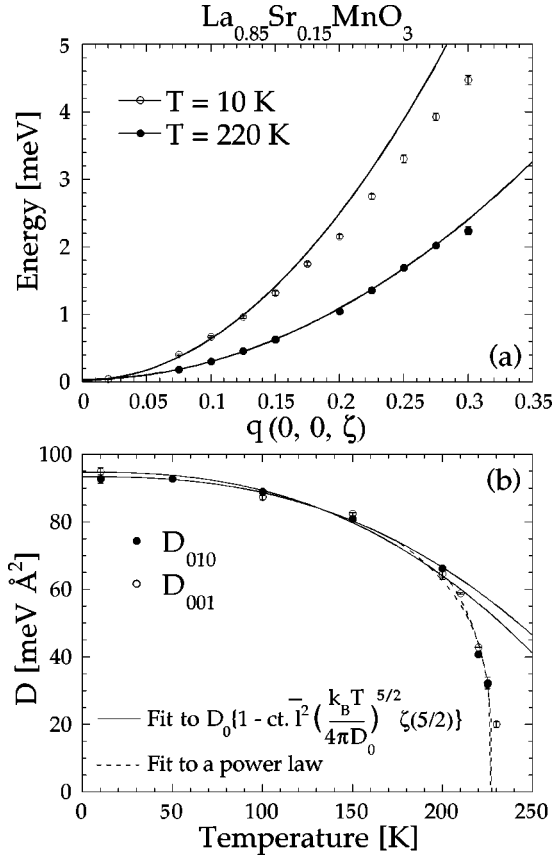 La0.85Sr0.15MnO3
5
4
3
2
1
0
Energy [meV]
T = 10 K
T = 220 K
(a)
0 0.05 0.1 0.15 0.2 0.25 0.3 0.35
q (0, 0, ζ)
100
80
60
40
20
0
D [meV Å²]
(b)
D010
D001
Fit to D0{1 - ct. l̅² (kBT/4πD0)^5/2 ζ(5/2)}
Fit to a power law
0 50 100 150 200 250
Temperature [K]